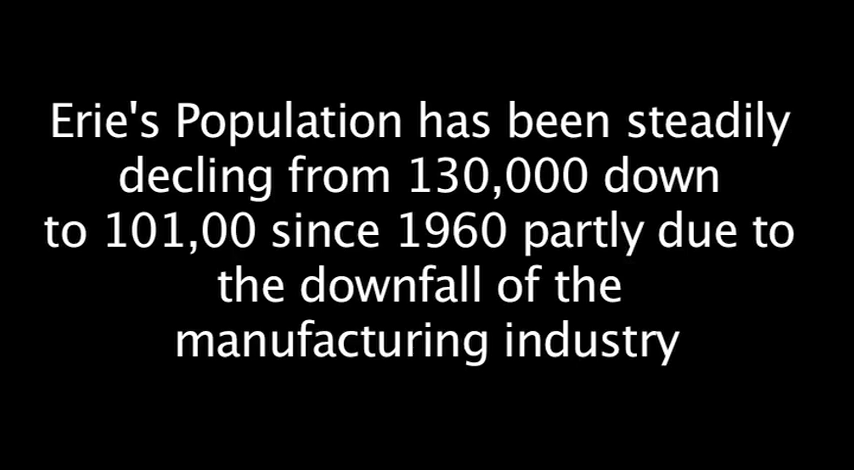 Erie's Population has been steadily
decling from 130,000 down
to 101,00 since 1960 partly due to
the downfall of the
manufacturing industry